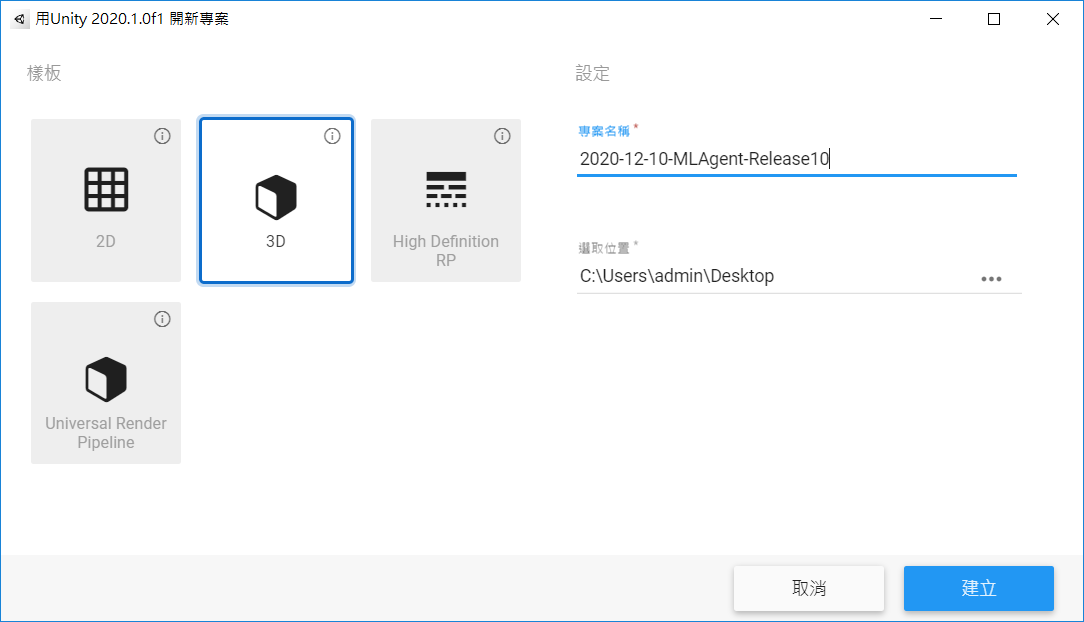 用Unity 2020.1.0f1 開新專案
樣板
2D
3D
High Definition
RP
Universal Render
Pipeline
設定
專案名稱 *
2020-12-10-MLAgent-Release10
選取位置 *
C:\Users\admin\Desktop
取消
建立